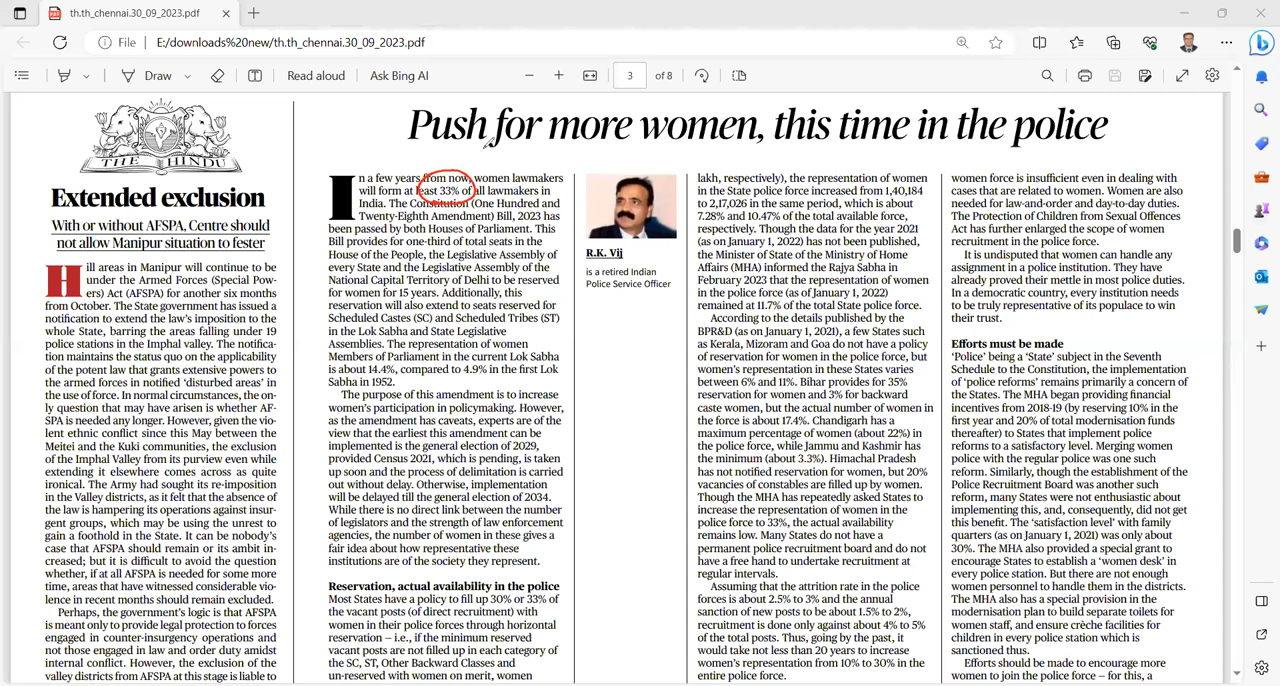 th.th_chennai.30_09_2023.pdf
File
E:/downloads%20new/th.th_chennai.30_09_2023.pdf
Draw
Read aloud
Ask Bing AI
3
of 8
THE HINDU
Extended exclusion
With or without AFSPA, Centre should
not allow Manipur situation to fester
Hill areas in Manipur will continue to be
under the Armed Forces (Special Pow-
ers) Act (AFSPA) for another six months
from October. The State government has issued a
notification to extend the law's imposition to the
whole State, barring the areas falling under 19
police stations in the Imphal valley. The notifica-
tion maintains the status quo on the applicability
of the potent law that grants extensive powers to
the armed forces in notified 'disturbed areas' in
the use of force. In normal circumstances, the on-
ly question that may have arisen is whether AF-
SPA is needed any longer. However, given the vio-
lent ethnic conflict since this May between the
Meitei and the Kuki communities, the exclusion
of the Imphal Valley from its purview even while
extending it elsewhere comes across as quite
ironical. The Army had sought its re-imposition
in the Valley districts, as it felt that the absence of
the law is hampering its operations against insur-
gent groups, which may be using the unrest to
gain a foothold in the State. It can be nobody's
case that AFSPA should remain or its ambit in-
creased; but it is difficult to avoid the question
whether, if at all AFSPA is needed for some more
time, areas that have witnessed considerable vio-
lence in recent months should remain excluded.
Perhaps, the government's logic is that AFSPA
is meant only to provide legal protection to forces
engaged in counter-insurgency operations and
not those engaged in law and order duty amidst
internal conflict. However, the exclusion of the
valley districts from AFSPA at this stage is liable to
Push for more women, this time in the police
In a few years from now, women lawmakers
will form at least 33% of all lawmakers in
India. The Constitution (One Hundred and
Twenty-Eighth Amendment) Bill, 2023 has
been passed by both Houses of Parliament. This
Bill provides for one-third of total seats in the
House of the People, the Legislative Assembly of
every State and the Legislative Assembly of the
National Capital Territory of Delhi to be reserved
for women for 15 years. Additionally, this
reservation will also extend to seats reserved for
Scheduled Castes (SC) and Scheduled Tribes (ST)
in the Lok Sabha and State Legislative
Assemblies. The representation of women
Members of Parliament in the current Lok Sabha
is about 14.4%, compared to 4.9% in the first Lok
Sabha in 1952.
The purpose of this amendment is to increase
women's participation in policymaking. However,
as the amendment has caveats, experts are of the
view that the earliest this amendment can be
implemented is the general election of 2029,
provided Census 2021, which is pending, is taken
up soon and the process of delimitation is carried
out without delay. Otherwise, implementation
will be delayed till the general election of 2034.
While there is no direct link between the number
of legislators and the strength of law enforcement
agencies, the number of women in these gives a
fair idea about how representative these
institutions are of the society they represent.
Reservation, actual availability in the police
Most States have a policy to fill up 30% or 33% of
the vacant posts (of direct recruitment) with
women in their police forces through horizontal
reservation – i.e., if the minimum reserved
vacant posts are not filled up in each category of
the SC, ST, Other Backward Classes and
un-reserved with women on merit, women
R.K. Vij
is a retired Indian
Police Service Officer
lakh, respectively), the representation of women
in the State police force increased from 1,40,184
to 2,17,026 in the same period, which is about
7.28% and 10.47% of the total available force,
respectively. Though the data for the year 2021
(as on January 1, 2022) has not been published,
the Minister of State of the Ministry of Home
Affairs (MHA) informed the Rajya Sabha in
February 2023 that the representation of women
in the police force (as of January 1, 2022)
remained at 11.7% of the total State police force.
According to the details published by the
BPR&D (as on January 1, 2021), a few States such
as Kerala, Mizoram and Goa do not have a policy
of reservation for women in the police force, but
women's representation in these States varies
between 6% and 11%. Bihar provides for 35%
reservation for women and 3% for backward
caste women, but the actual number of women in
the force is about 17.4%. Chandigarh has a
maximum percentage of women (about 22%) in
the police force, while Jammu and Kashmir has
the minimum (about 3.3%). Himachal Pradesh
has not notified reservation for women, but 20%
vacancies of constables are filled up by women.
Though the MHA has repeatedly asked States to
increase the representation of women in the
police force to 33%, the actual availability
remains low. Many States do not have a
permanent police recruitment board and do not
have a free hand to undertake recruitment at
regular intervals.
Assuming that the attrition rate in the police
forces is about 2.5% to 3% and the annual
sanction of new posts to be about 1.5% to 2%,
recruitment is done only against about 4% to 5%
of the total posts. Thus, going by the past, it
would take not less than 20 years to increase
women's representation from 10% to 30% in the
entire police force.
women force is insufficient even in dealing with
cases that are related to women. Women are also
needed for law-and-order and day-to-day duties.
The Protection of Children from Sexual Offences
Act has further enlarged the scope of women
recruitment in the police force.
It is undisputed that women can handle any
assignment in a police institution. They have
already proved their mettle in most police duties.
In a democratic country, every institution needs
to be truly representative of its populace to win
their trust.
Efforts must be made
'Police' being a 'State' subject in the Seventh
Schedule to the Constitution, the implementation
of 'police reforms' remains primarily a concern of
the States. The MHA began providing financial
incentives from 2018-19 (by reserving 10% in the
first year and 20% of total modernisation funds
thereafter) to States that implement police
reforms to a satisfactory level. Merging women
police with the regular police was one such
reform. Similarly, though the establishment of the
Police Recruitment Board was another such
reform, many States were not enthusiastic about
implementing this, and, consequently, did not get
this benefit. The 'satisfaction level' with family
quarters (as on January 1, 2021) was only about
30%. The MHA also provided a special grant to
encourage States to establish a 'women desk' in
every police station. But there are not enough
women personnel to handle them in the districts.
The MHA also has a special provision in the
modernisation plan to build separate toilets for
women staff, and ensure crèche facilities for
children in every police station which is
sanctioned thus.
Efforts should be made to encourage more
women to join the police force – for this, a